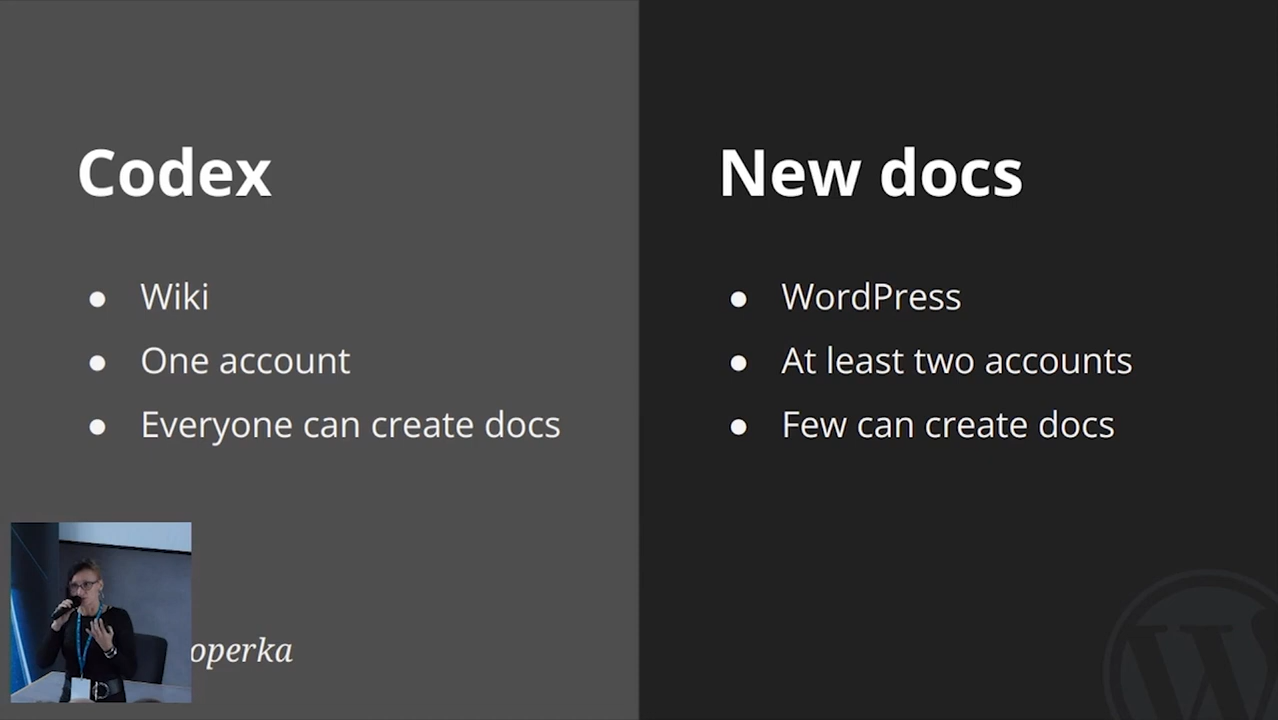 Codex
● Wiki
● One account
● Everyone can create docs
operka
New docs
● WordPress
● At least two accounts
● Few can create docs